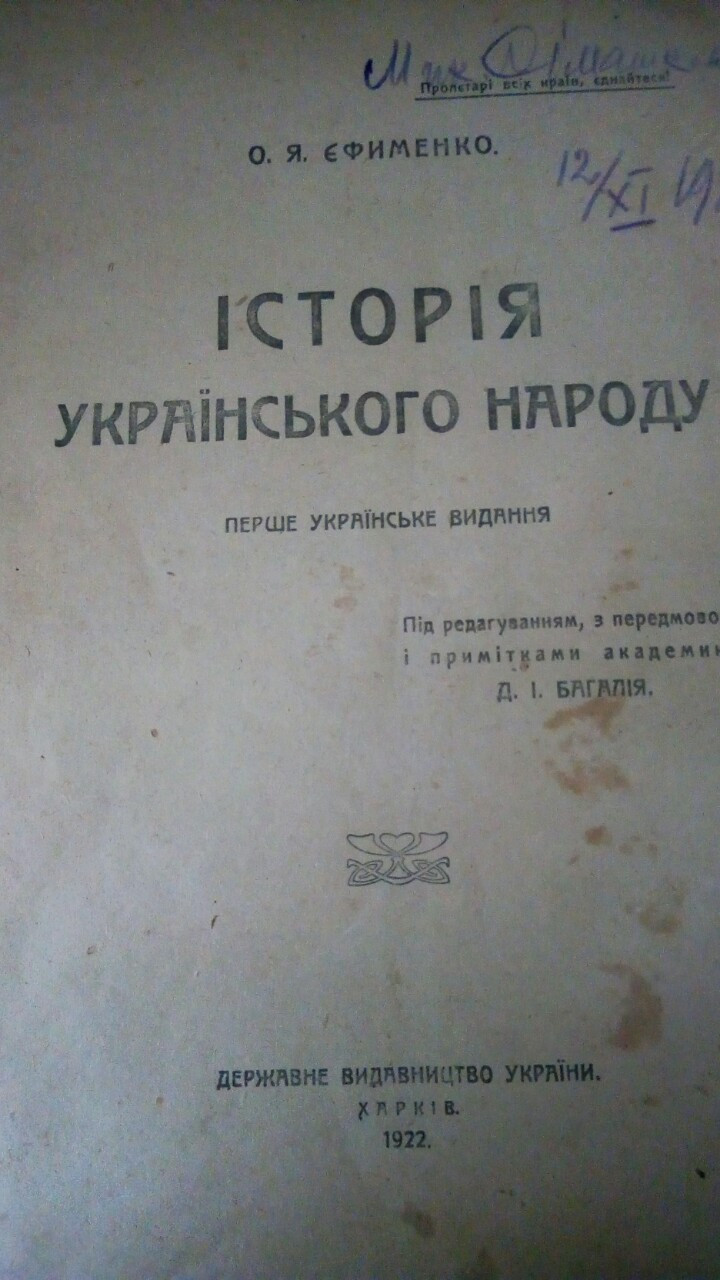 Пролетарі всіх країн, єднайтеся!
О. Я. ЄФИМЕНКО.
12/XI 19
ІСТОРІЯ
УКРАЇНСЬКОГО НАРОДУ
ПЕРШЕ УКРАЇНСЬКЕ ВИДАННЯ
Під редагуванням, з передмово
і примітками академик
Д. І. БАГАЛІЯ.
ДЕРЖАВНЕ ВИДАВНИЦТВО УКРАЇНИ.
ХАРКІВ.
1922.